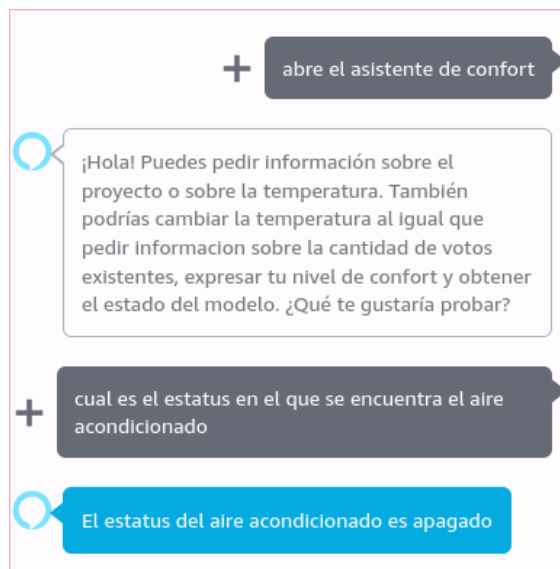 abre el asistente de confort
¡Hola! Puedes pedir información sobre el
proyecto o sobre la temperatura. También
podrías cambiar la temperatura al igual que
pedir informacion sobre la cantidad de votos
existentes, expresar tu nivel de confort y obtener
el estado del modelo. ¿Qué te gustaría probar?
cual es el estatus en el que se encuentra el aire
acondicionado
El estatus del aire acondicionado es apagado